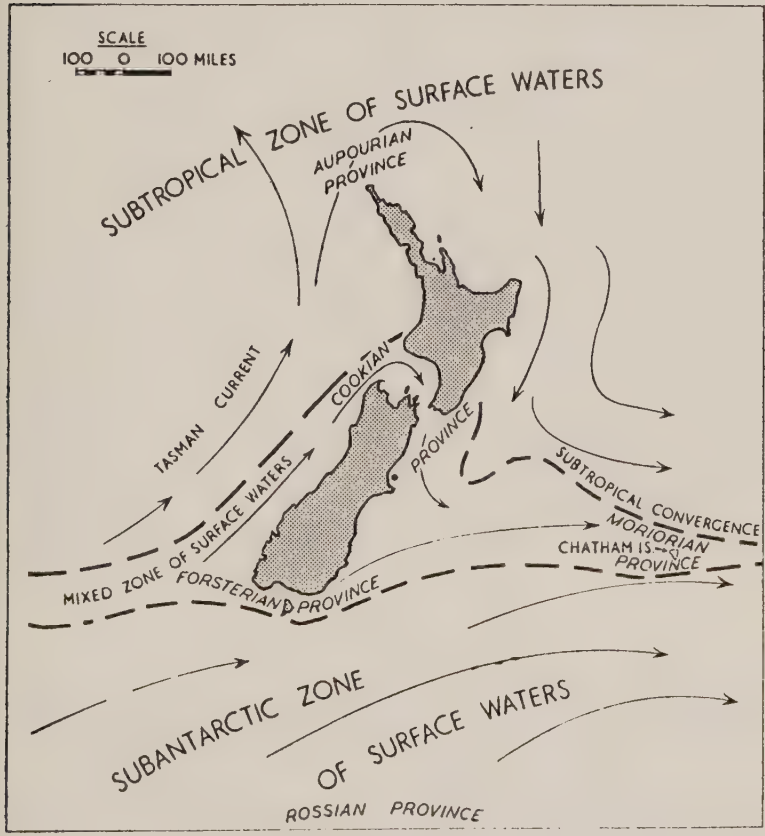 SCALE
100 0 100 MILES
SUBTROPICAL ZONE OF SURFACE WATERS
AUPOURIAN
PROVINCE
TASMAN CURRENT
COOKIAN
PROVINCE
MIXED ZONE OF SURFACE WATERS
SUBTROPICAL CONVERGENCE
MORIORIAN
CHATHAM IS.
PROVINCE
FORSTERIAN PROVINCE
SUBANTARCTIC ZONE
OF SURFACE WATERS
ROSSIAN PROVINCE